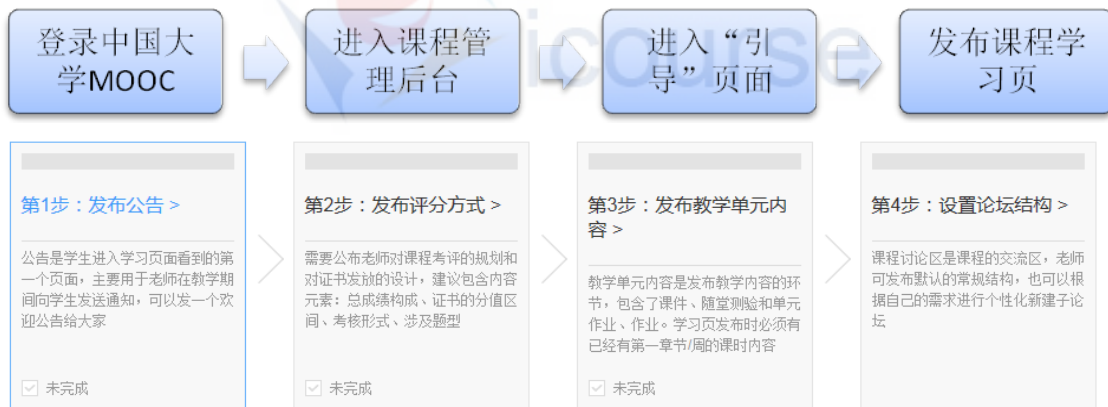 登录中国大
学MOOC
进入课程管
理后台
进入“引
导”页面
发布课程学
习页
icourse
第1步：发布公告 >
公告是学生进入学习页面看到的第
一个页面，主要用于老师在教学期
间向学生发送通知，可以发一个欢
迎公告给大家
未完成
第2步：发布评分方式 >
需要公布老师对课程考评的规划和
对证书发放的设计，建议包含内容
元素：总成绩构成、证书的分值区
间、考核形式、涉及题型
未完成
第3步：发布教学单元内
容 >
教学单元内容是发布教学内容的环
节，包含了课件、随堂测验和单元
作业、作业。学习页发布时必须有
已经有第一章节/周的课时内容
未完成
第4步：设置论坛结构 >
课程讨论区是课程的交流区，老师
可发布默认的常规结构，也可以根
据自己的需求进行个性化新建子论
坛